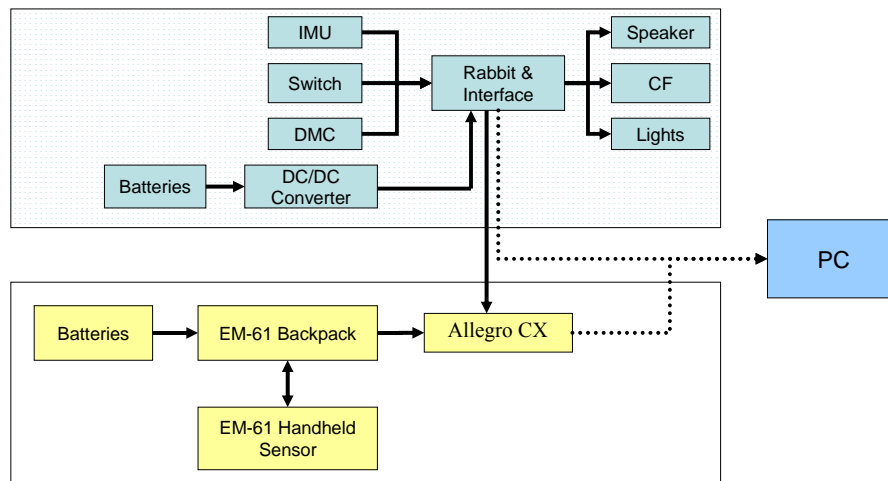 IMU
Speaker
Rabbit &
Interface
Switch
CF
DMC
Lights
Batteries
DC/DC
Converter
PC
Batteries
EM-61 Backpack
Allegro CX
EM-61 Handheld
Sensor